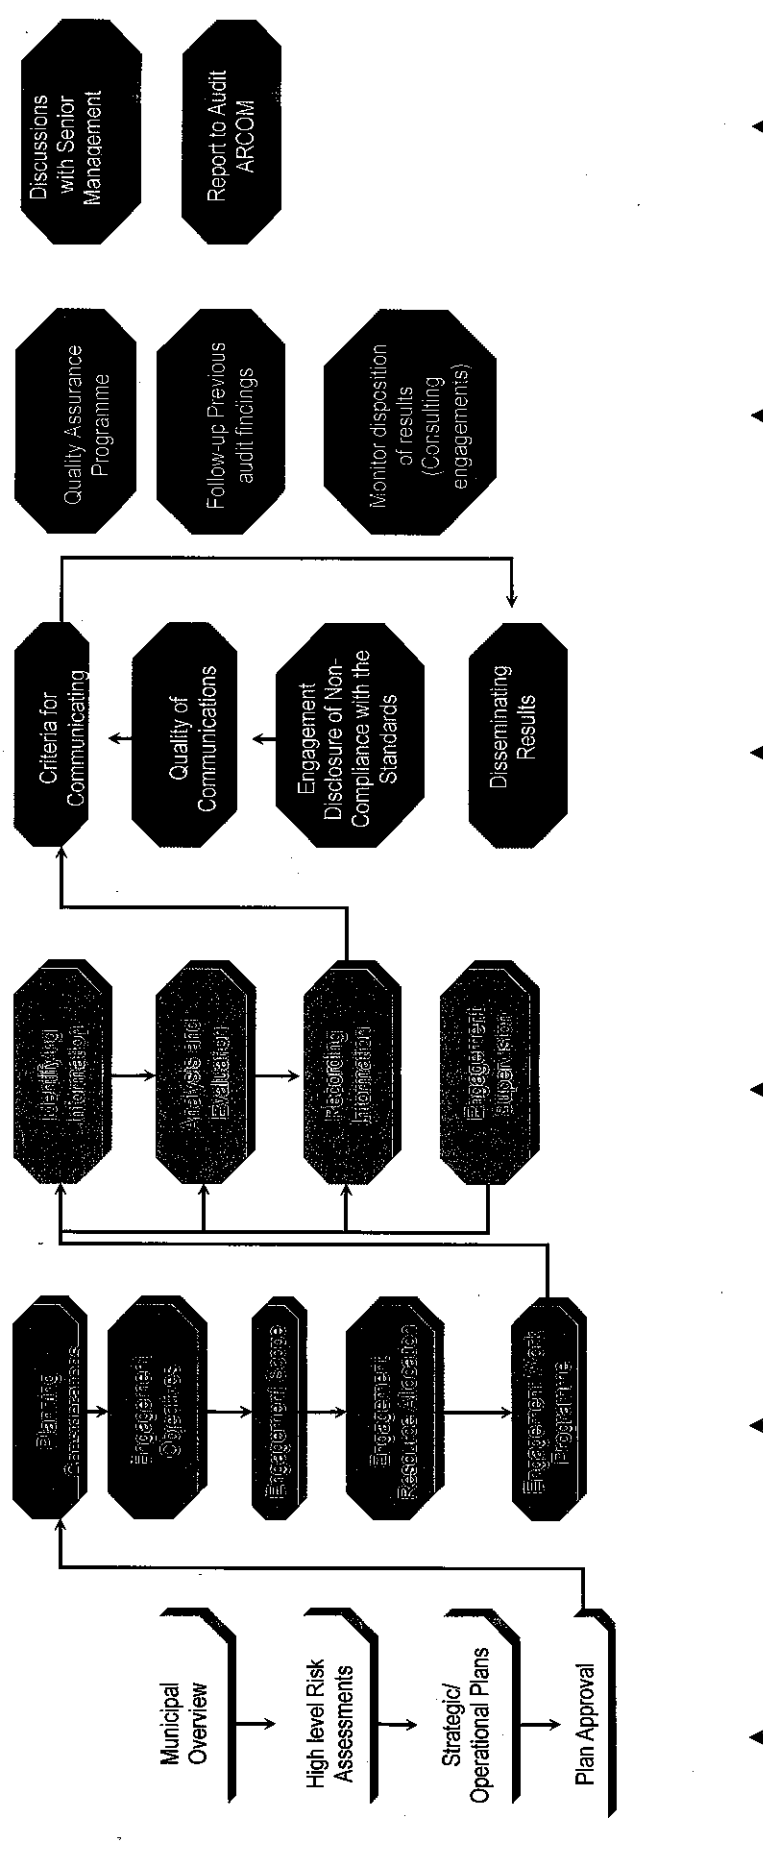 Municipal
Overview
High level Risk
Assessments
Strategic/
Operational Plans
Plan Approval
Planning
Considerations
Engagement
Objectives
Engagement Scope
Engagement
Resource Allocation
Engagement Work
Programme
Identifying
Information
Analysis and
Evaluation
Recording
Information
Engagement
Supervision
Criteria for
Communicating
Quality of
Communications
Engagement
Disclosure of Non-
Compliance with the
Standards
Disseminating
Results
Quality Assurance
Programme
Follow-up Previous
audit findings
Monitor disposition
of results
(Consulting
engagements)
Discussions
with Senior
Management
Report to Audit
ARCOM